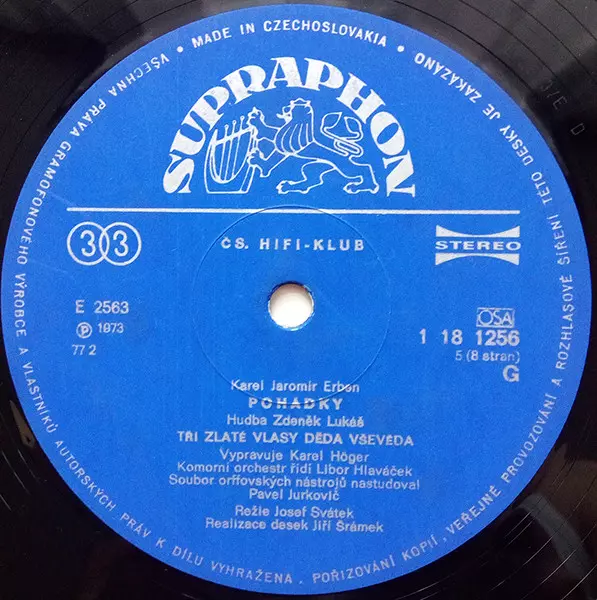 VŠECHNA PRÁVA GRAMOFONOVÉHO VÝROBCE A VLASTNÍKŮ AUTORSKÝCH PRÁV K DÍLU VYHRAŽENA. POŘIZOVÁNÍ KOPIÍ, VEŘEJNÉ PROVOZOVÁNÍ A ROZHLASOVÉ ŠÍŘENÍ TÉTO DESKY JE ZAKÁZÁNO
• MADE IN CZECHOSLOVAKIA •
SUPRAPHON
33
ČS. HIFI-KLUB
STEREO
E 2563
℗ 1973
77 2
OSA
1 18 1256
5 (8 stran)
G
Karel Jaromír Erben
POHÁDKY
Hudba Zdeněk Lukáš
TŘI ZLATÉ VLASY DĚDA VŠEVĚDA
Vypravuje Karel Höger
Komorní orchestr řídí Libor Hlaváček
Soubor orffovských nástrojů nastudoval
Pavel Jurkovič
Režie Josef Svátek
Realizace desek Jiří Šrámek